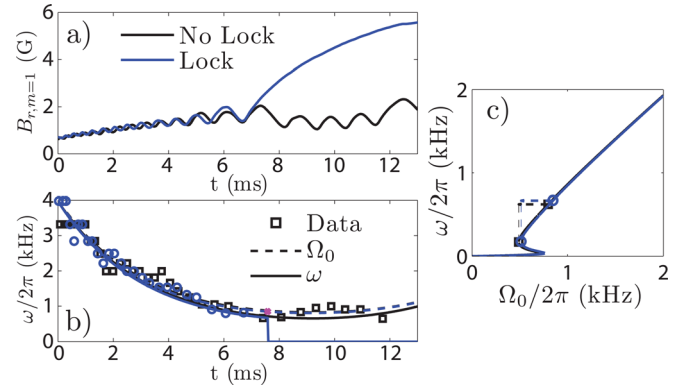 a)
No Lock
Lock
B_{r,m=1} (G)
0
2
4
6
0
2
4
6
8
10
12
t (ms)
b)
Data
Ω_0
ω
ω/2π (kHz)
0
1
2
3
4
0
2
4
6
8
10
12
t (ms)
c)
ω/2π (kHz)
0
1
2
0
1
2
Ω_0/2π (kHz)